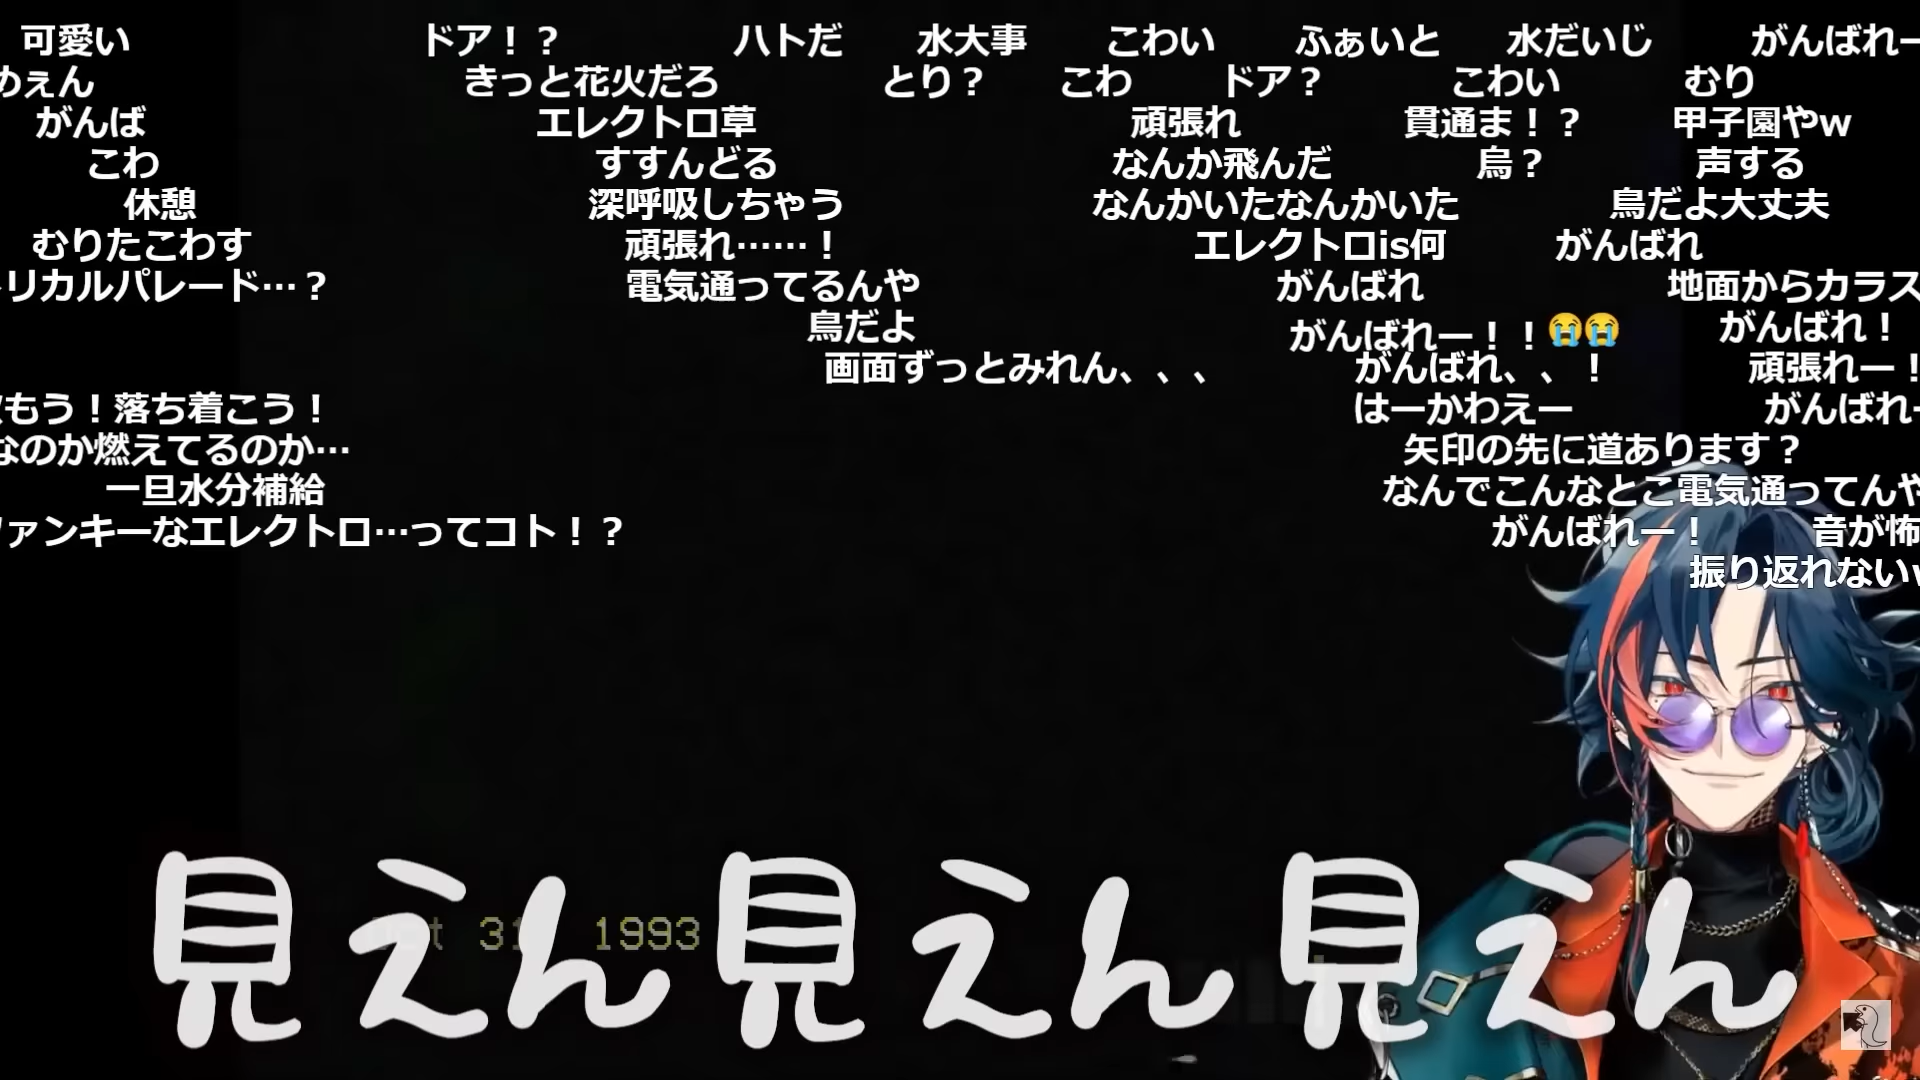 可愛い ドア！？ ハトだ 水大事 こわい ふぁいと 水だいじ がんばれー
めぇん きっと花火だろ とり？ こわ ドア？ こわい むり
がんば エレクトロ草 頑張れ 貫通ま！？ 甲子園やw
こわ すすんどる なんか飛んだ 烏？ 声する
休憩 深呼吸しちゃう なんかいたなんかいた 鳥だよ大丈夫
むりたこわす 頑張れ……！ エレクトロis何 がんばれ
トリカルパレード…？ 電気通ってるんや がんばれ 地面からカラス
鳥だよ がんばれー！！😭😭 がんばれ！
画面ずっとみれん、、、 がんばれ、、！ 頑張れー！
もう！落ち着こう！ はーかわえー がんばれー
なのか燃えてるのか… 矢印の先に道あります？
一旦水分補給 なんでこんなとこ電気通ってんや
ファンキーなエレクトロ…ってコト！？ がんばれー！ 音が怖
振り返れないw
見えん見えん見えん
31 1993